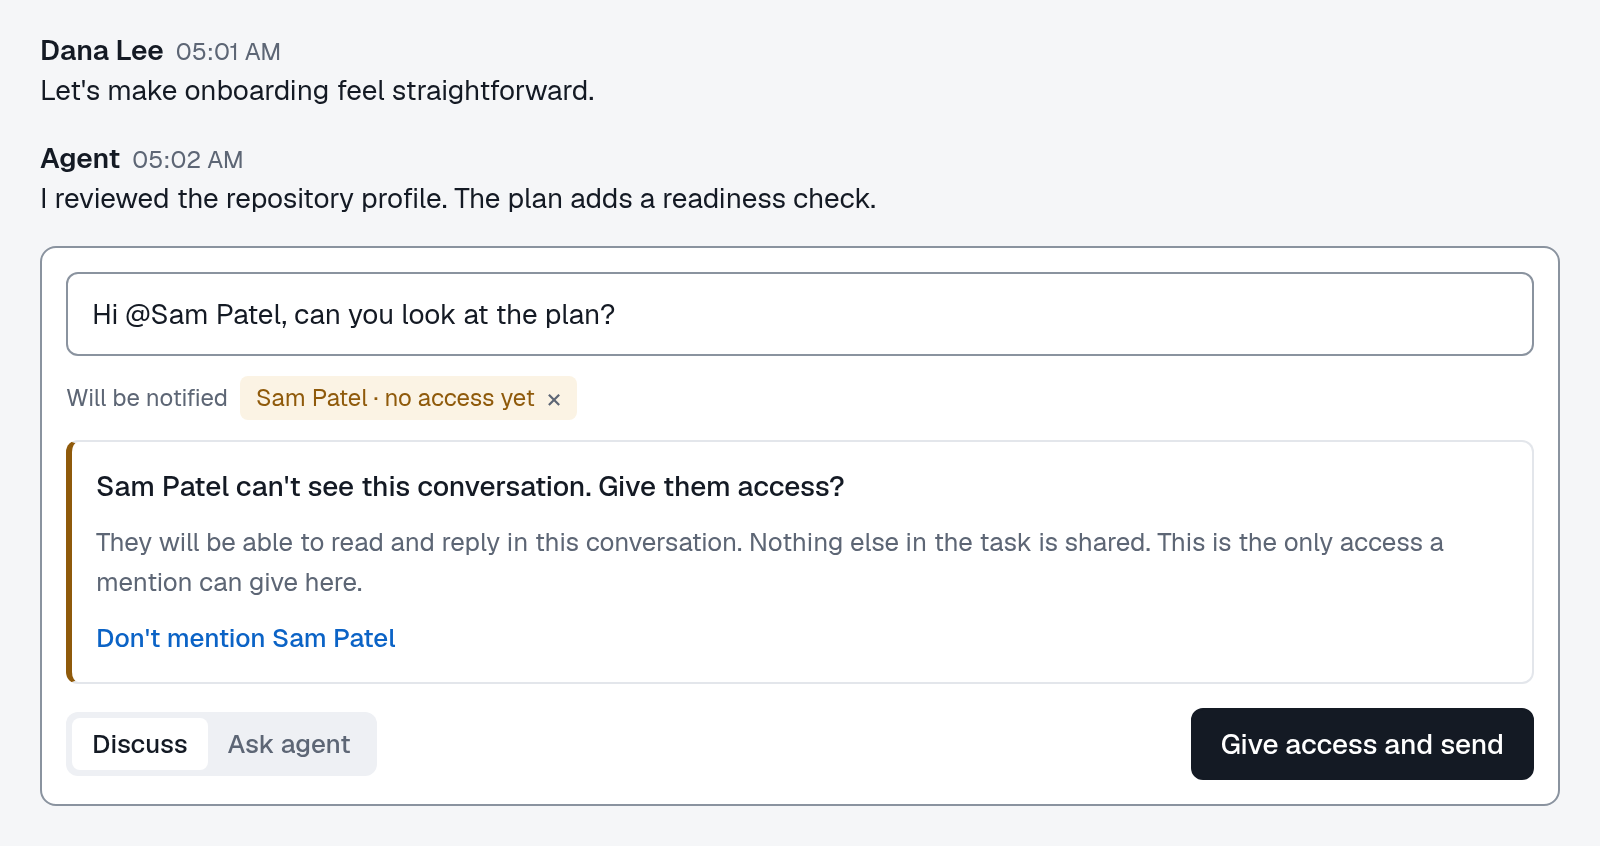 Dana Lee 05:01 AM
Let's make onboarding feel straightforward.
Agent 05:02 AM
I reviewed the repository profile. The plan adds a readiness check.
Hi @Sam Patel, can you look at the plan?
Will be notified Sam Patel · no access yet ×
Sam Patel can't see this conversation. Give them access?
They will be able to read and reply in this conversation. Nothing else in the task is shared. This is the only access a
mention can give here.
Don't mention Sam Patel
Discuss Ask agent Give access and send